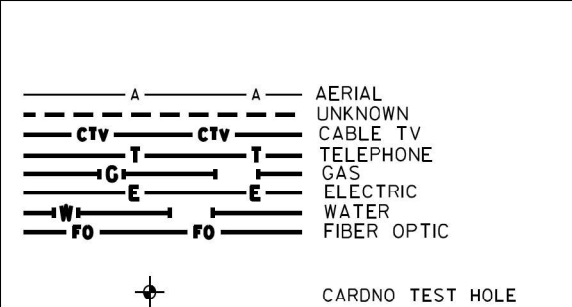 A A AERIAL
UNKNOWN
CTV CTV CABLE TV
T T TELEPHONE
G GAS
E E ELECTRIC
W WATER
FO FO FIBER OPTIC
CARDNO TEST HOLE